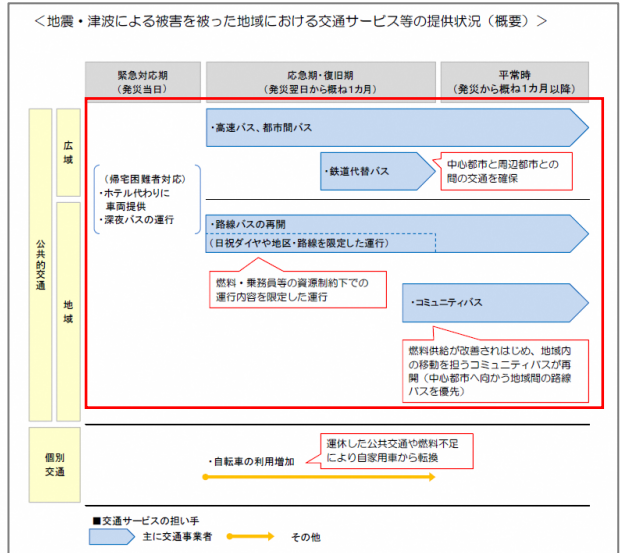 ＜地震・津波による被害を被った地域における交通サービス等の提供状況（概要）＞
緊急対応期
（発災当日）
応急期・復旧期
（発災翌日から概ね1カ月）
平常時
（発災から概ね1カ月以降）
公共的交通
広域
地域
（帰宅困難者対応）
・ホテル代わりに
車両提供
・深夜バスの運行
・高速バス、都市間バス
・鉄道代替バス
中心都市と周辺都市との
間の交通を確保
・路線バスの再開
（日祝ダイヤや地区・路線を限定した運行）
燃料・乗務員等の資源制約下での
運行内容を限定した運行
・コミュニティバス
燃料供給が改善されはじめ、地域内
の移動を担うコミュニティバスが再
開（中心都市へ向かう地域間の路線
バスを優先）
個別
交通
・自転車の利用増加
運休した公共交通や燃料不足
により自家用車から転換
■交通サービスの担い手
主に交通事業者
その他